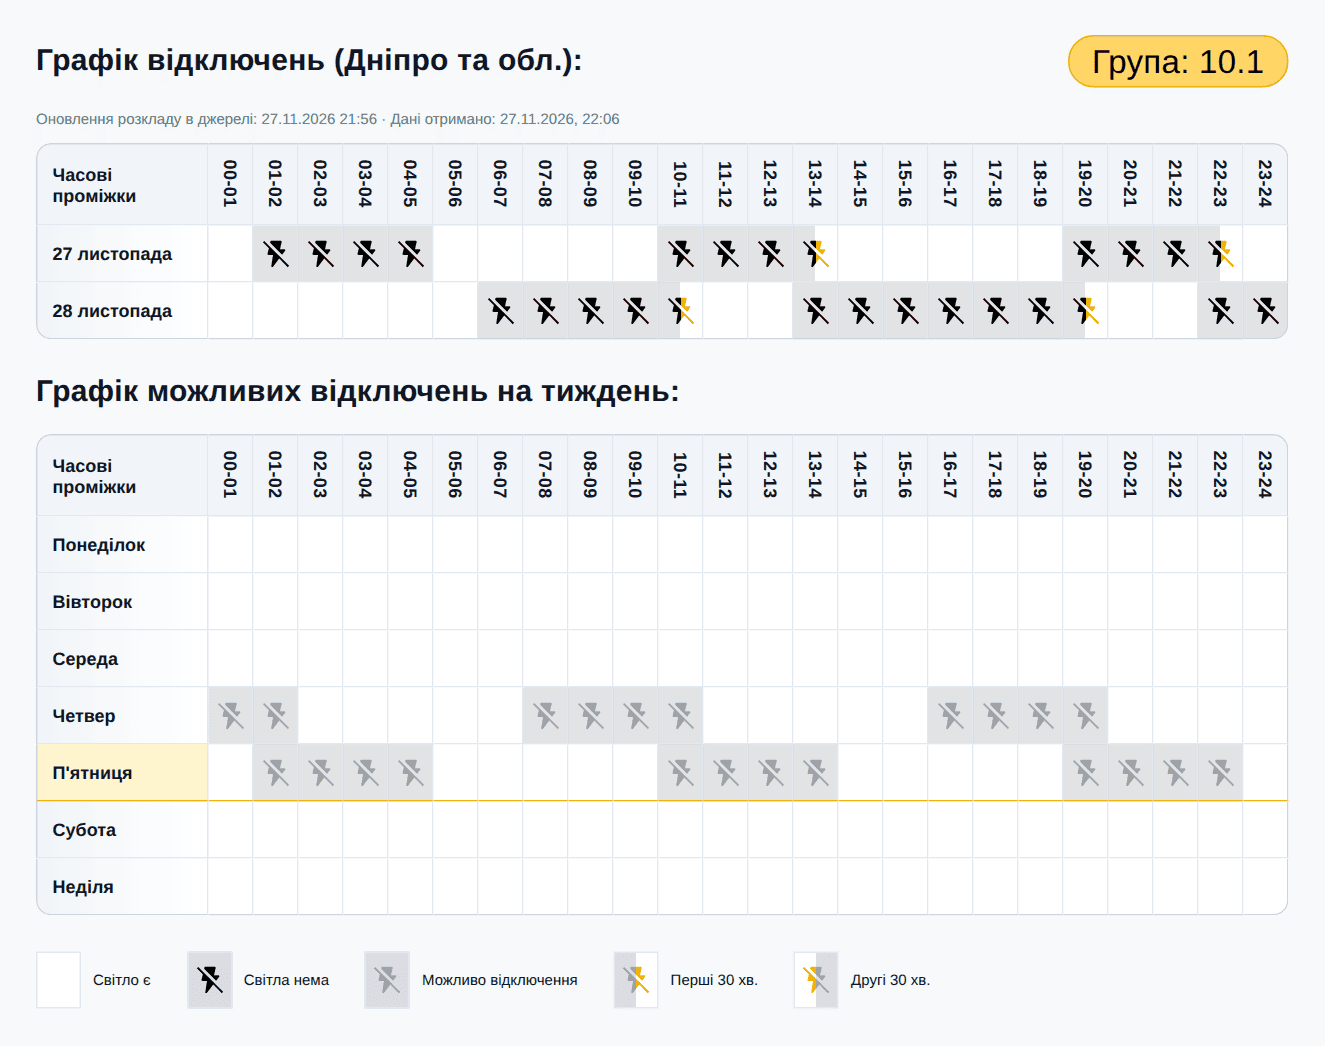 Графік відключень (Дніпро та обл.):
Група: 10.1
Оновлення розкладу в джерелі: 27.11.2026 21:56 · Дані отримано: 27.11.2026, 22:06
Часові проміжки 00-01 01-02 02-03 03-04 04-05 05-06 06-07 07-08 08-09 09-10 10-11 11-12 12-13 13-14 14-15 15-16 16-17 17-18 18-19 19-20 20-21 21-22 22-23 23-24
27 листопада
28 листопада
Графік можливих відключень на тиждень:
Часові проміжки 00-01 01-02 02-03 03-04 04-05 05-06 06-07 07-08 08-09 09-10 10-11 11-12 12-13 13-14 14-15 15-16 16-17 17-18 18-19 19-20 20-21 21-22 22-23 23-24
Понеділок
Вівторок
Середа
Четвер
П'ятниця
Субота
Неділя
Світло є Світла нема Можливо відключення Перші 30 хв. Другі 30 хв.